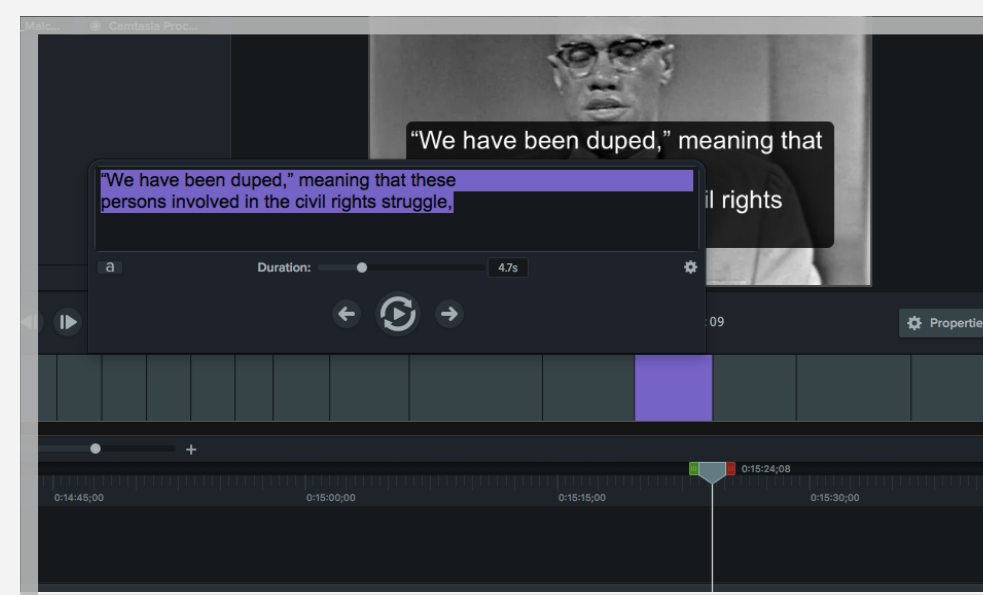 _Malc... Camtasia Proc...
“We have been duped,” meaning that
il rights
“We have been duped,” meaning that these
persons involved in the civil rights struggle,
a Duration: 4.7s
:09 Propertie
+
0:15:24;08
0:14:45;00 0:15:00;00 0:15:15;00 0:15:30;00